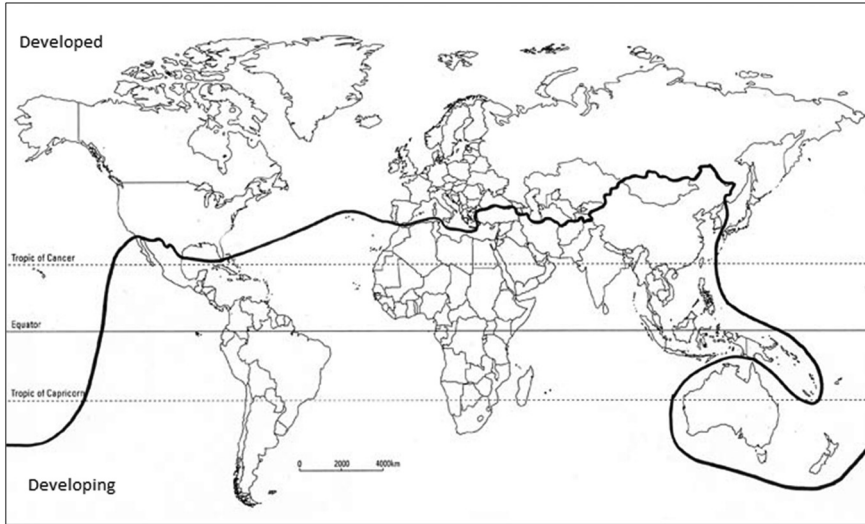 Developed
Tropic of Cancer
Equator
Tropic of Capricorn
0 2000 4000km
Developing